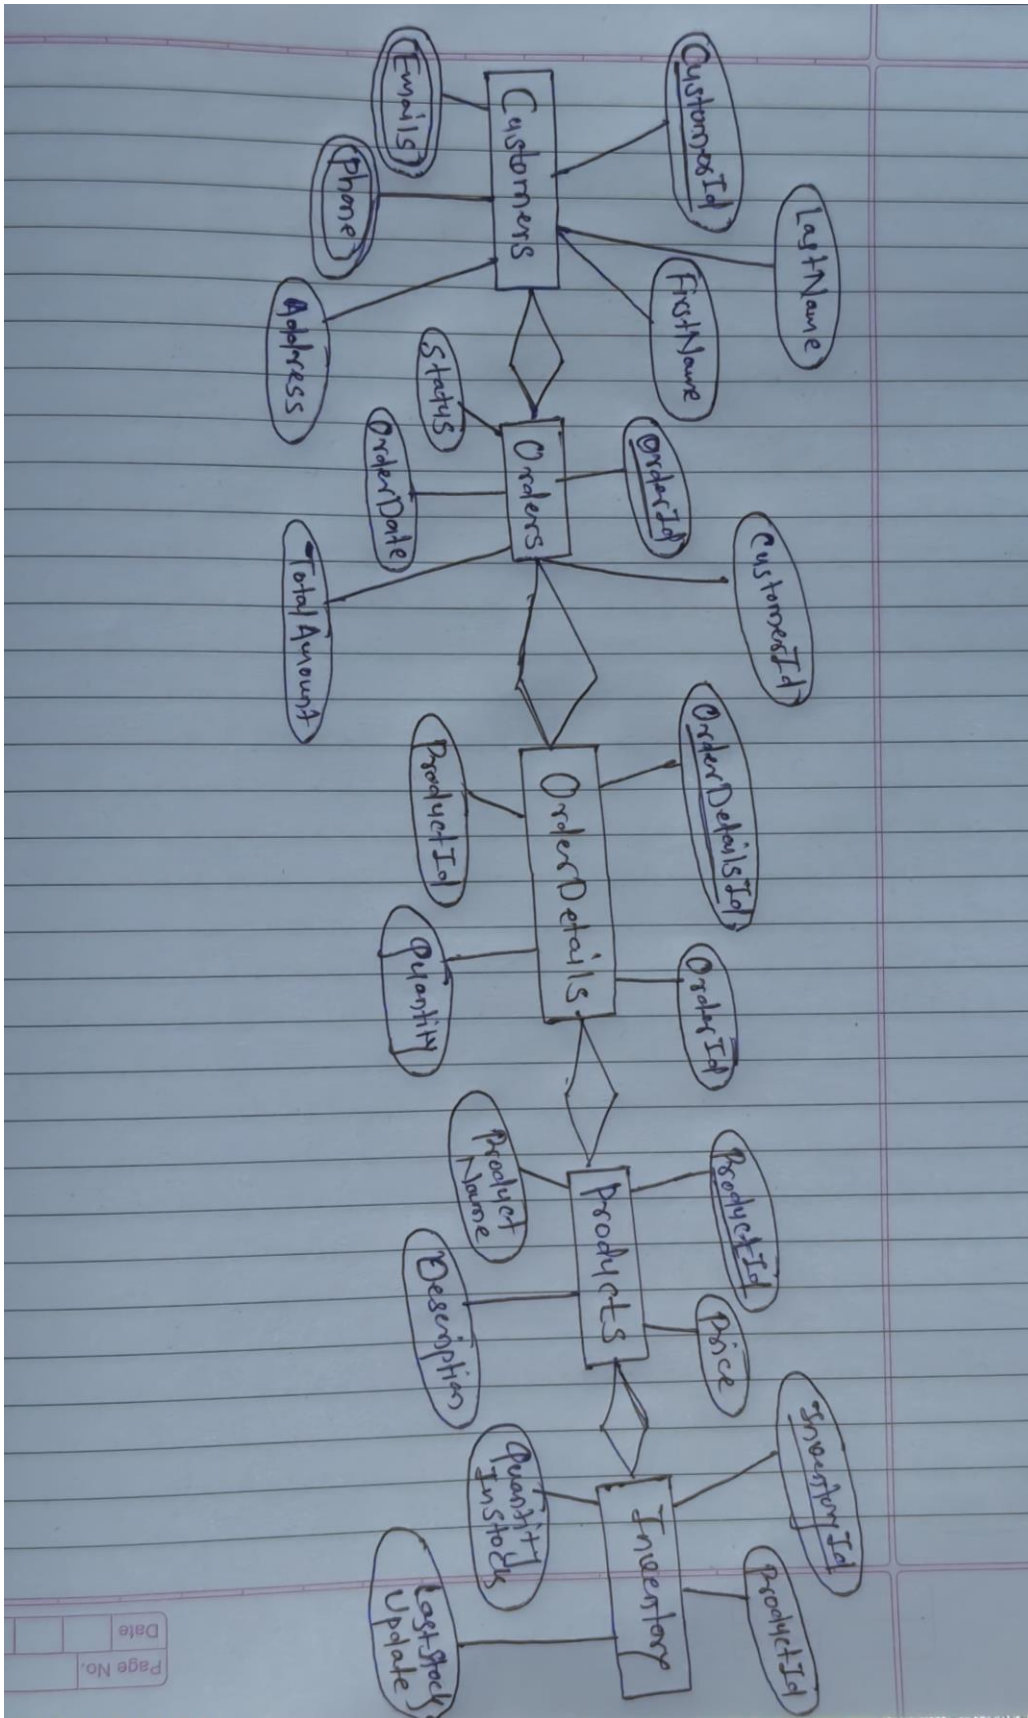 CustomerId
LastName
FirstName
Customers
Emails
Phone
Address
OrderId
CustomerId
Orders
Status
OrderDate
TotalAmount
OrderDetailsId
OrderId
OrderDetails
ProductId
Quantity
ProductId
Price
Products
Product
Name
Description
InventoryId
ProductId
Inventory
Quantity
InStock
LastStock
Update
Date
Page No.